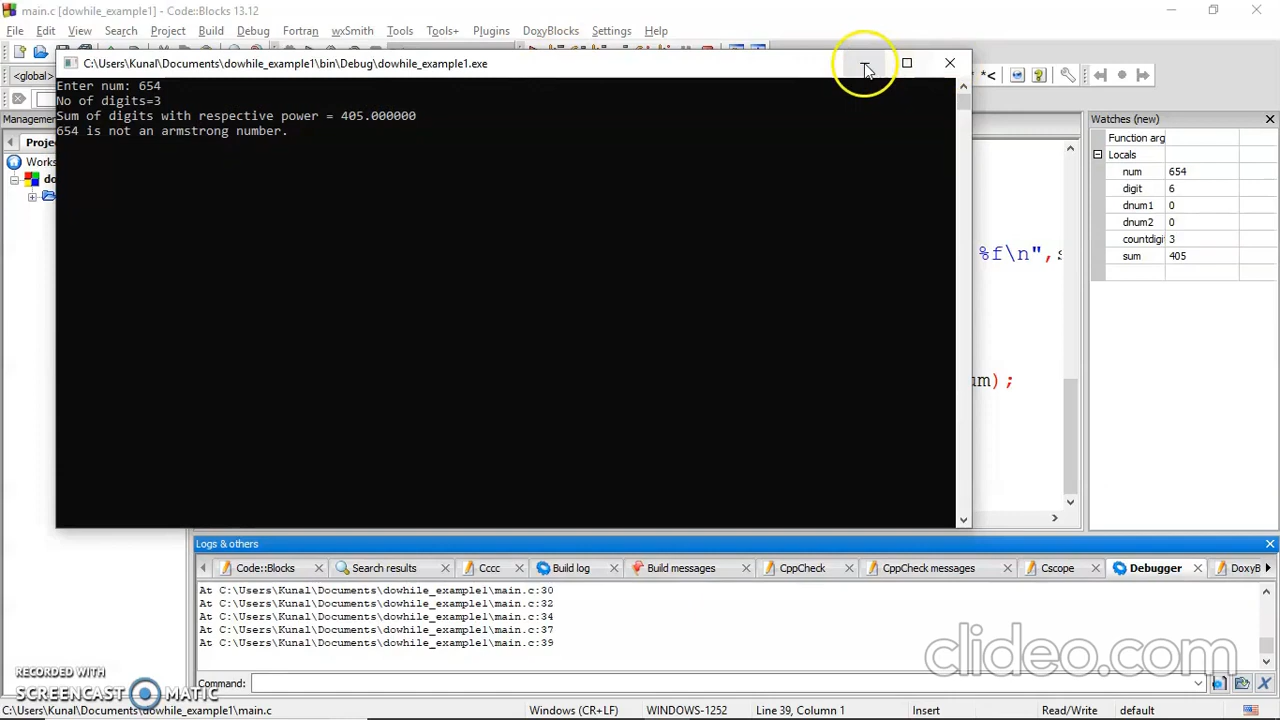 main.c [dowhile_example1] - Code::Blocks 13.12
File Edit View Search Project Build Debug Fortran wxSmith Tools Tools+ Plugins DoxyBlocks Settings Help
C:\Users\Kunal\Documents\dowhile_example1\bin\Debug\dowhile_example1.exe
<global>
*<
Enter num: 654
No of digits=3
Sum of digits with respective power = 405.000000
654 is not an armstrong number.
Watches (new)
Function arg
Locals
num 654
digit 6
dnum1 0
dnum2 0
countdigi 3
sum 405
Works
%f\n",s
um);
Logs & others
Code::Blocks Search results Cccc Build log Build messages CppCheck CppCheck messages Cscope Debugger DoxyB
At C:\Users\Kunal\Documents\dowhile_example1\main.c:30
At C:\Users\Kunal\Documents\dowhile_example1\main.c:32
At C:\Users\Kunal\Documents\dowhile_example1\main.c:34
At C:\Users\Kunal\Documents\dowhile_example1\main.c:37
At C:\Users\Kunal\Documents\dowhile_example1\main.c:39
clideo.com
Command:
RECORDED WITH
SCREENCAST MATIC
C:\Users\Kunal\Documents\dowhile_example1\main.c Windows (CR+LF) WINDOWS-1252 Line 39, Column 1 Insert Read/Write default